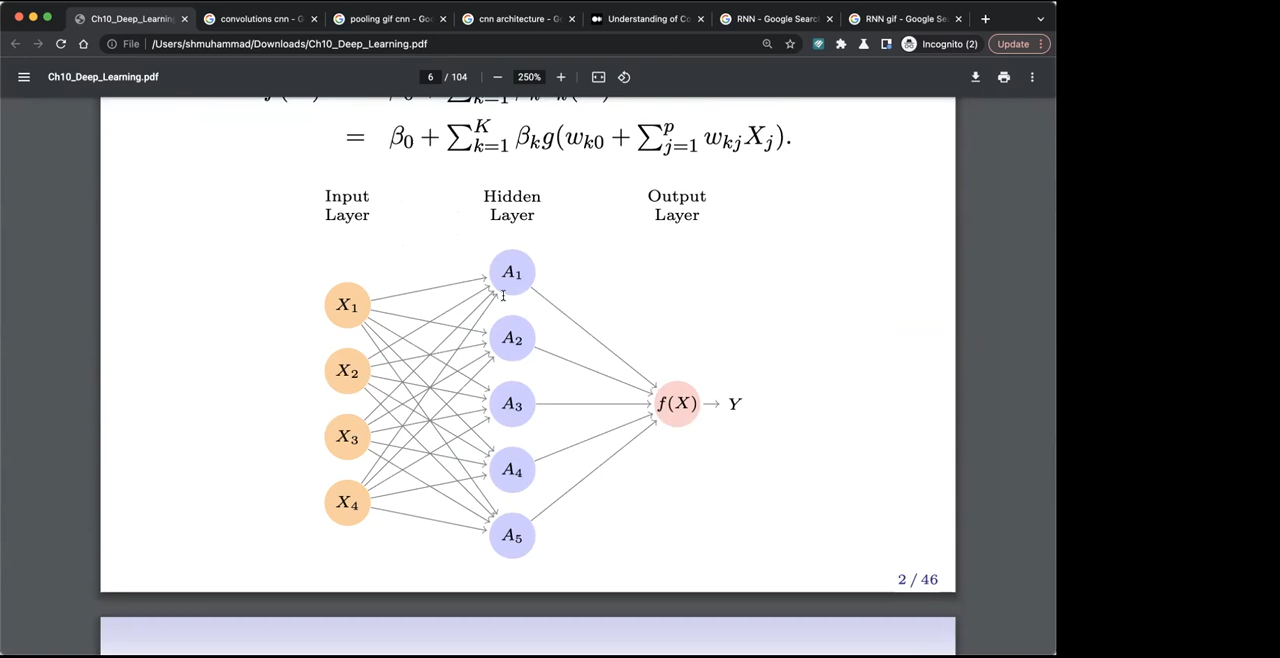 Ch10_Deep_Learning
convolutions cnn - G
pooling gif cnn - Goo
cnn architecture - G
Understanding of Co
RNN - Google Search
RNN gif - Google Se
File | /Users/shmuhammad/Downloads/Ch10_Deep_Learning.pdf
Incognito (2)
Update
Ch10_Deep_Learning.pdf
6 / 104
250%
= β0 + ∑_{k=1}^{K} βk g(wk0 + ∑_{j=1}^{p} wkj Xj).
Input Layer
Hidden Layer
Output Layer
X1
X2
X3
X4
A1
A2
A3
A4
A5
f(X) → Y
2 / 46